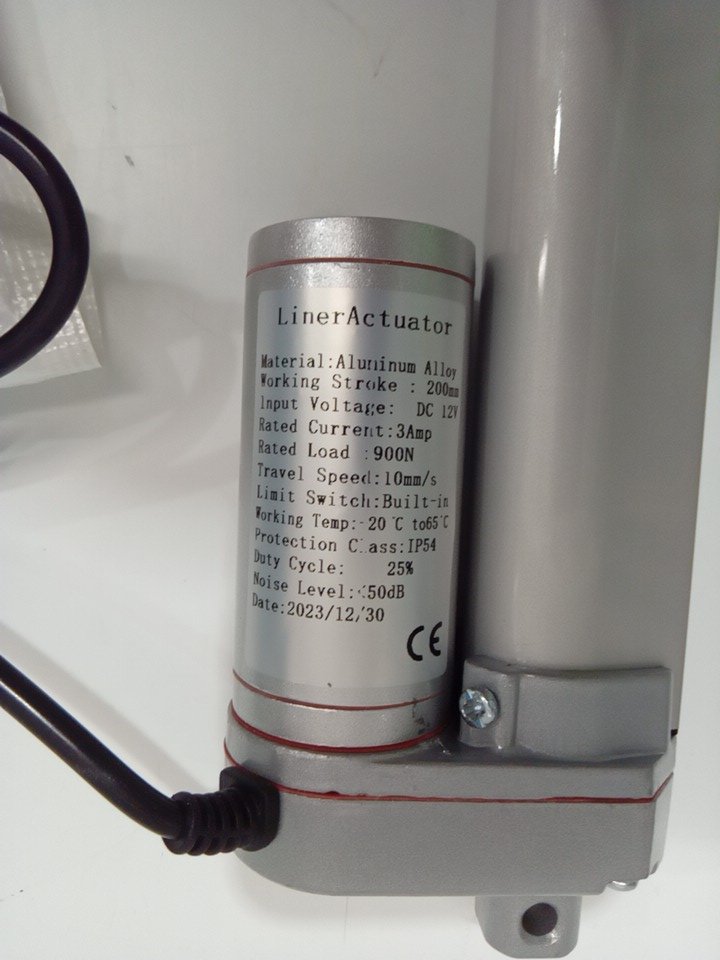 LinerActuator
Material:Aluminum Alloy
Working Stroke : 200mm
Input Voltage: DC 12V
Rated Current:3Amp
Rated Load :900N
Travel Speed:10mm/s
Limit Switch:Built-in
Working Temp:-20℃ to65℃
Protection Class:IP54
Duty Cycle: 25%
Noise Level:<50dB
Date:2023/12/30
CE